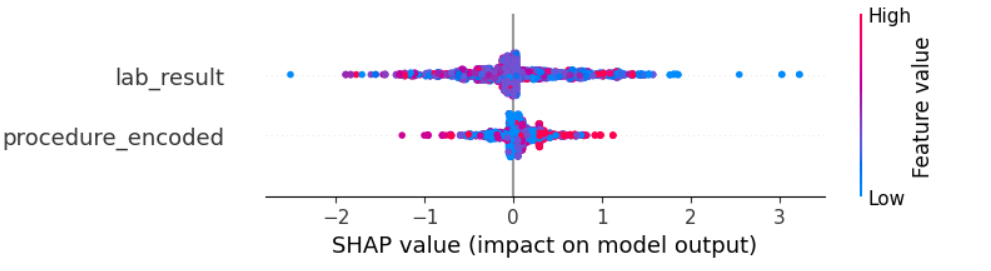 High
lab_result
procedure_encoded
Feature value
Low
−2 −1 0 1 2 3
SHAP value (impact on model output)